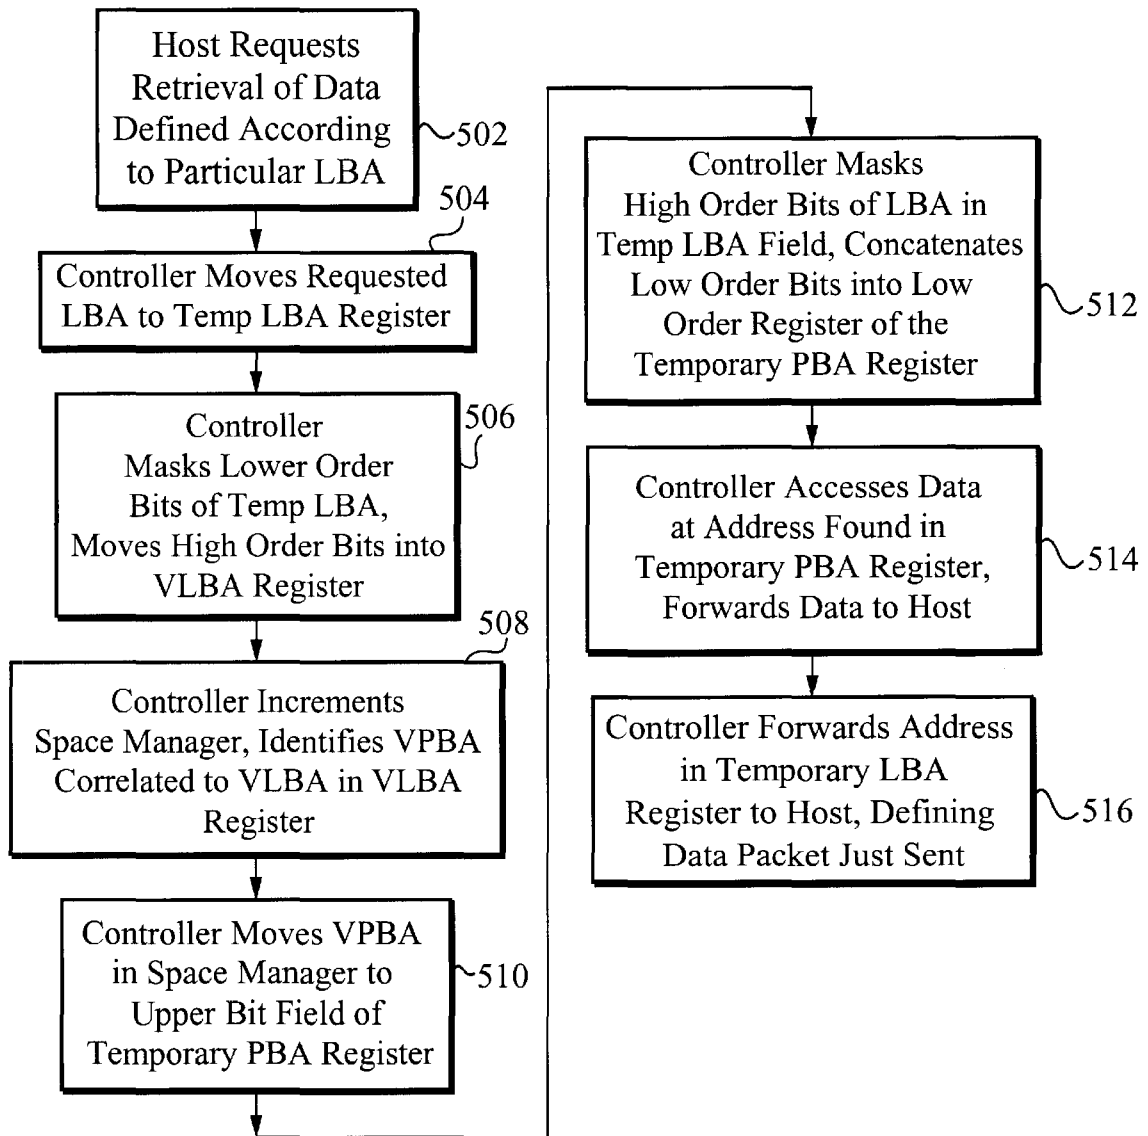 Host Requests
Retrieval of Data
Defined According
to Particular LBA
502
504
Controller Moves Requested
LBA to Temp LBA Register
506
Controller
Masks Lower Order
Bits of Temp LBA,
Moves High Order Bits into
VLBA Register
508
Controller Increments
Space Manager, Identifies VPBA
Correlated to VLBA in VLBA
Register
Controller Moves VPBA
in Space Manager to
Upper Bit Field of
Temporary PBA Register
510
Controller Masks
High Order Bits of LBA in
Temp LBA Field, Concatenates
Low Order Bits into Low
Order Register of the
Temporary PBA Register
512
Controller Accesses Data
at Address Found in
Temporary PBA Register,
Forwards Data to Host
514
Controller Forwards Address
in Temporary LBA
Register to Host, Defining
Data Packet Just Sent
516